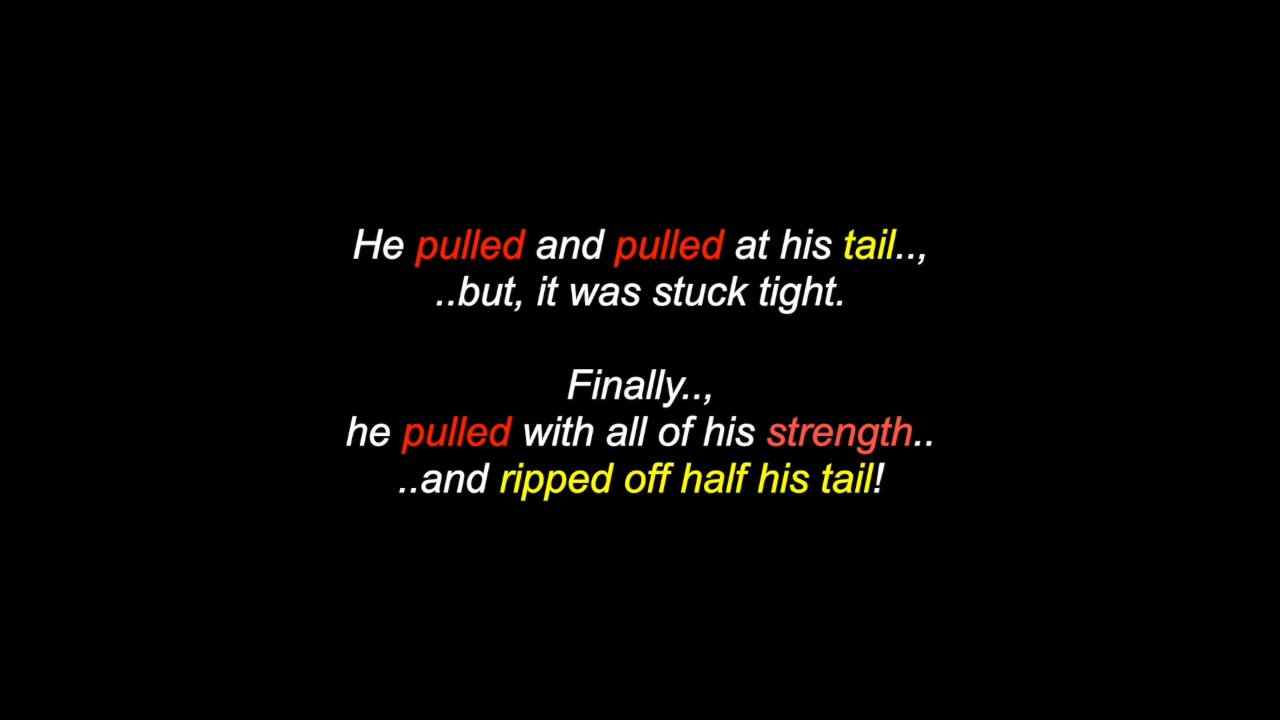 He pulled and pulled at his tail..,
..but, it was stuck tight.
Finally..,
he pulled with all of his strength..
..and ripped off half his tail!